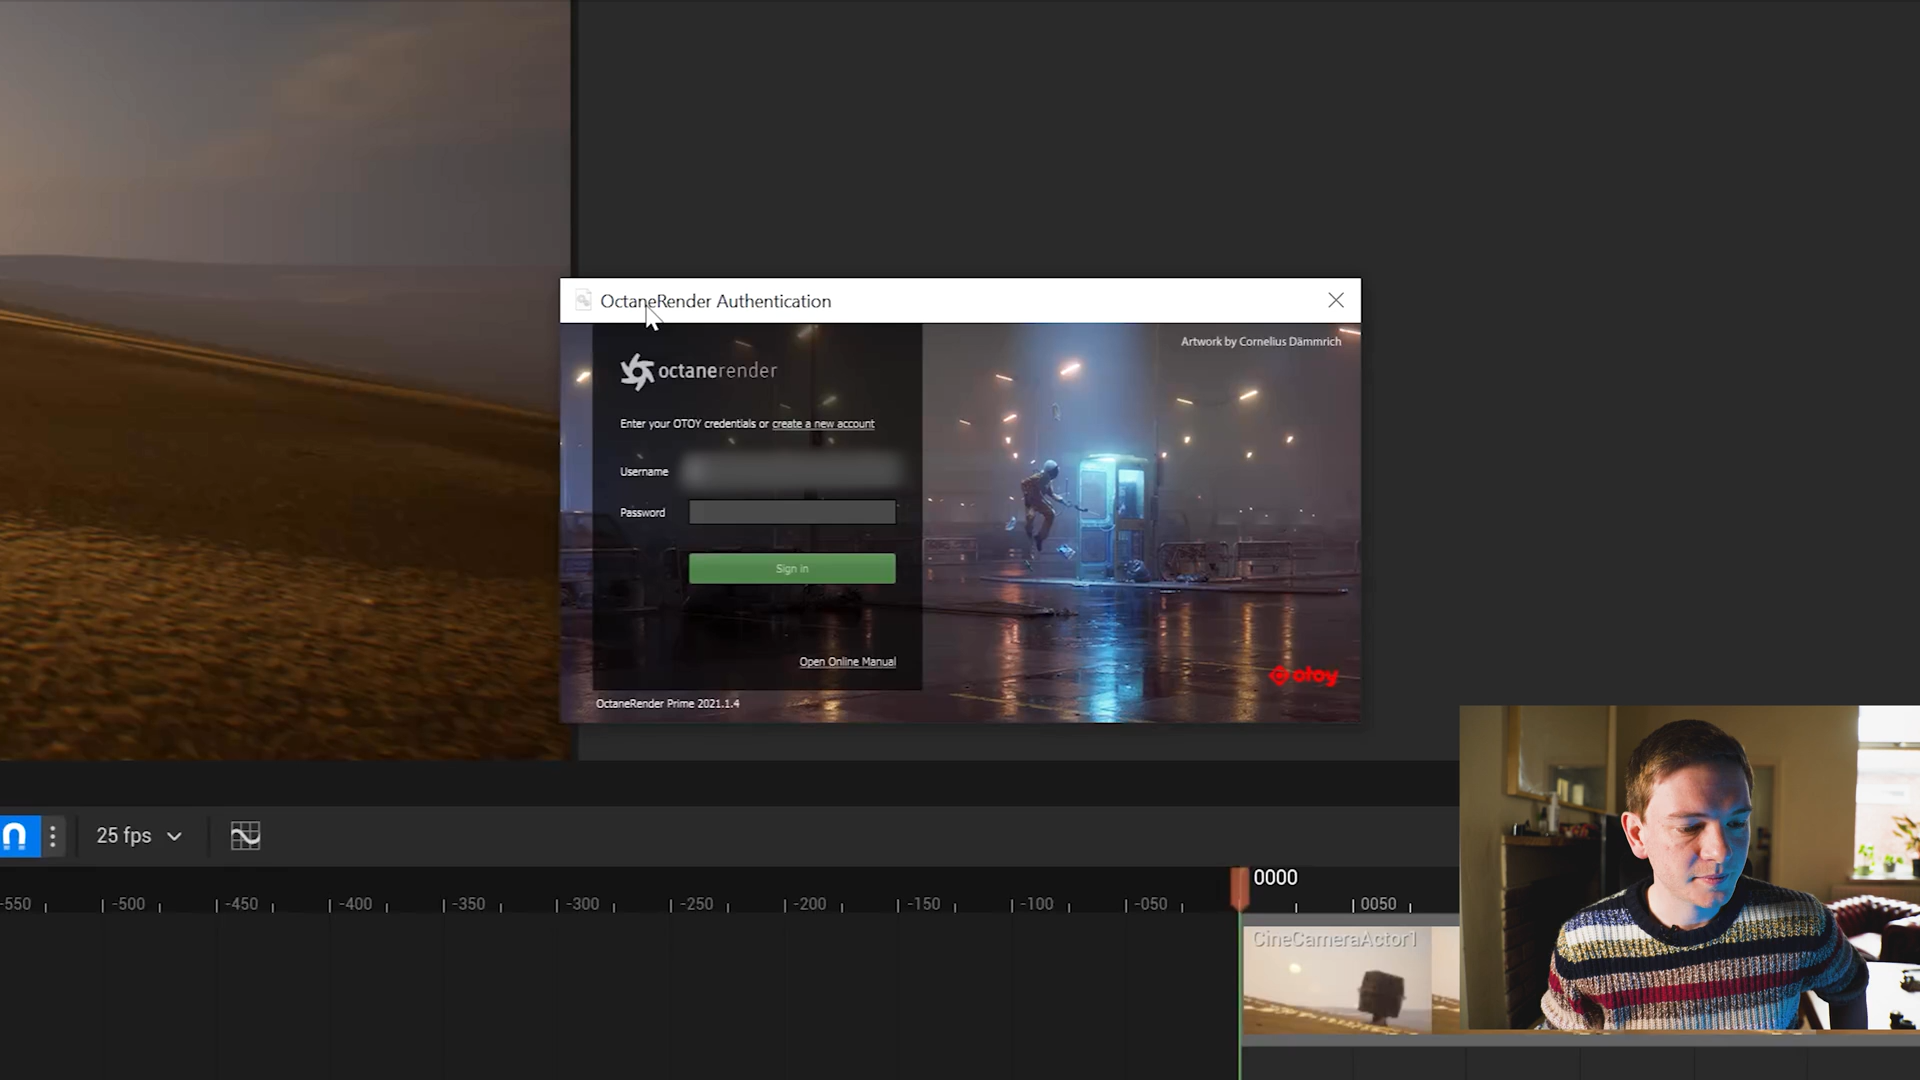 OctaneRender Authentication
Artwork by Cornelius Dämmrich
octanerender
Enter your OTOY credentials or create a new account
Username
Password
Sign in
Open Online Manual
otoy
OctaneRender Prime 2021.1.4
25 fps
0000
-550 -500 -450 -400 -350 -300 -250 -200 -150 -100 -050 0050
CineCameraActor1